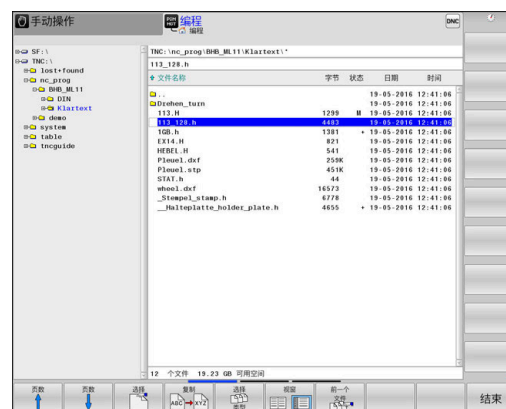 手动操作
编程
编程
DNC
SF:\
TNC:\
lost+found
nc_prog
BHB_ML11
DIN
Klartext
demo
system
table
tncguide
TNC:\nc_prog\BHB_ML11\Klartext\*
113_128.h
文件名称 字节 状态 日期 时间
.. 19-05-2016 12:41:06
Drehen_turn 19-05-2016 12:41:06
113.H 1299 M 19-05-2016 12:41:06
113_128.h 4483 19-05-2016 12:41:06
1GB.h 1381 + 19-05-2016 12:41:06
EX14.H 821 19-05-2016 12:41:06
HEBEL.H 541 19-05-2016 12:41:06
Pleuel.dxf 259K 19-05-2016 12:41:06
Pleuel.stp 451K 19-05-2016 12:41:06
STAT.h 44 19-05-2016 12:41:06
wheel.dxf 16573 19-05-2016 12:41:06
_Stempel_stamp.h 6778 19-05-2016 12:41:06
__Halteplatte_holder_plate.h 4655 + 19-05-2016 12:41:06
12 个文件 19.23 GB 可用空间
页数 页数 选择 复制 选择 视窗 前一个 结束
文件
ABC XYZ 类型